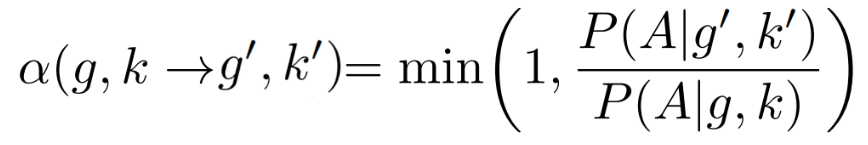 α(g, k →g′, k′)= min(1, P(A|g′, k′) / P(A|g, k))